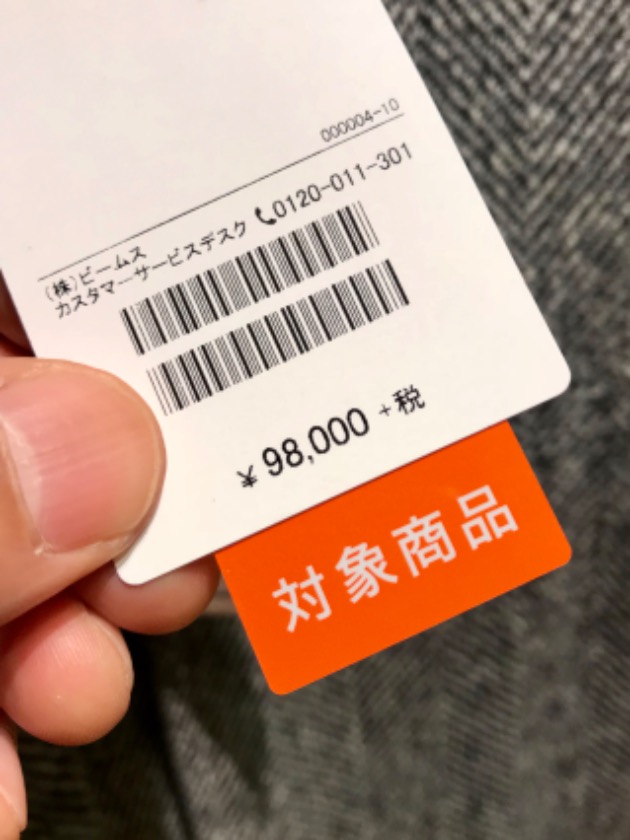 000004-10
(株)ビームス
カスタマーサービスデスク 0120-011-301
¥98,000 +税
対象商品